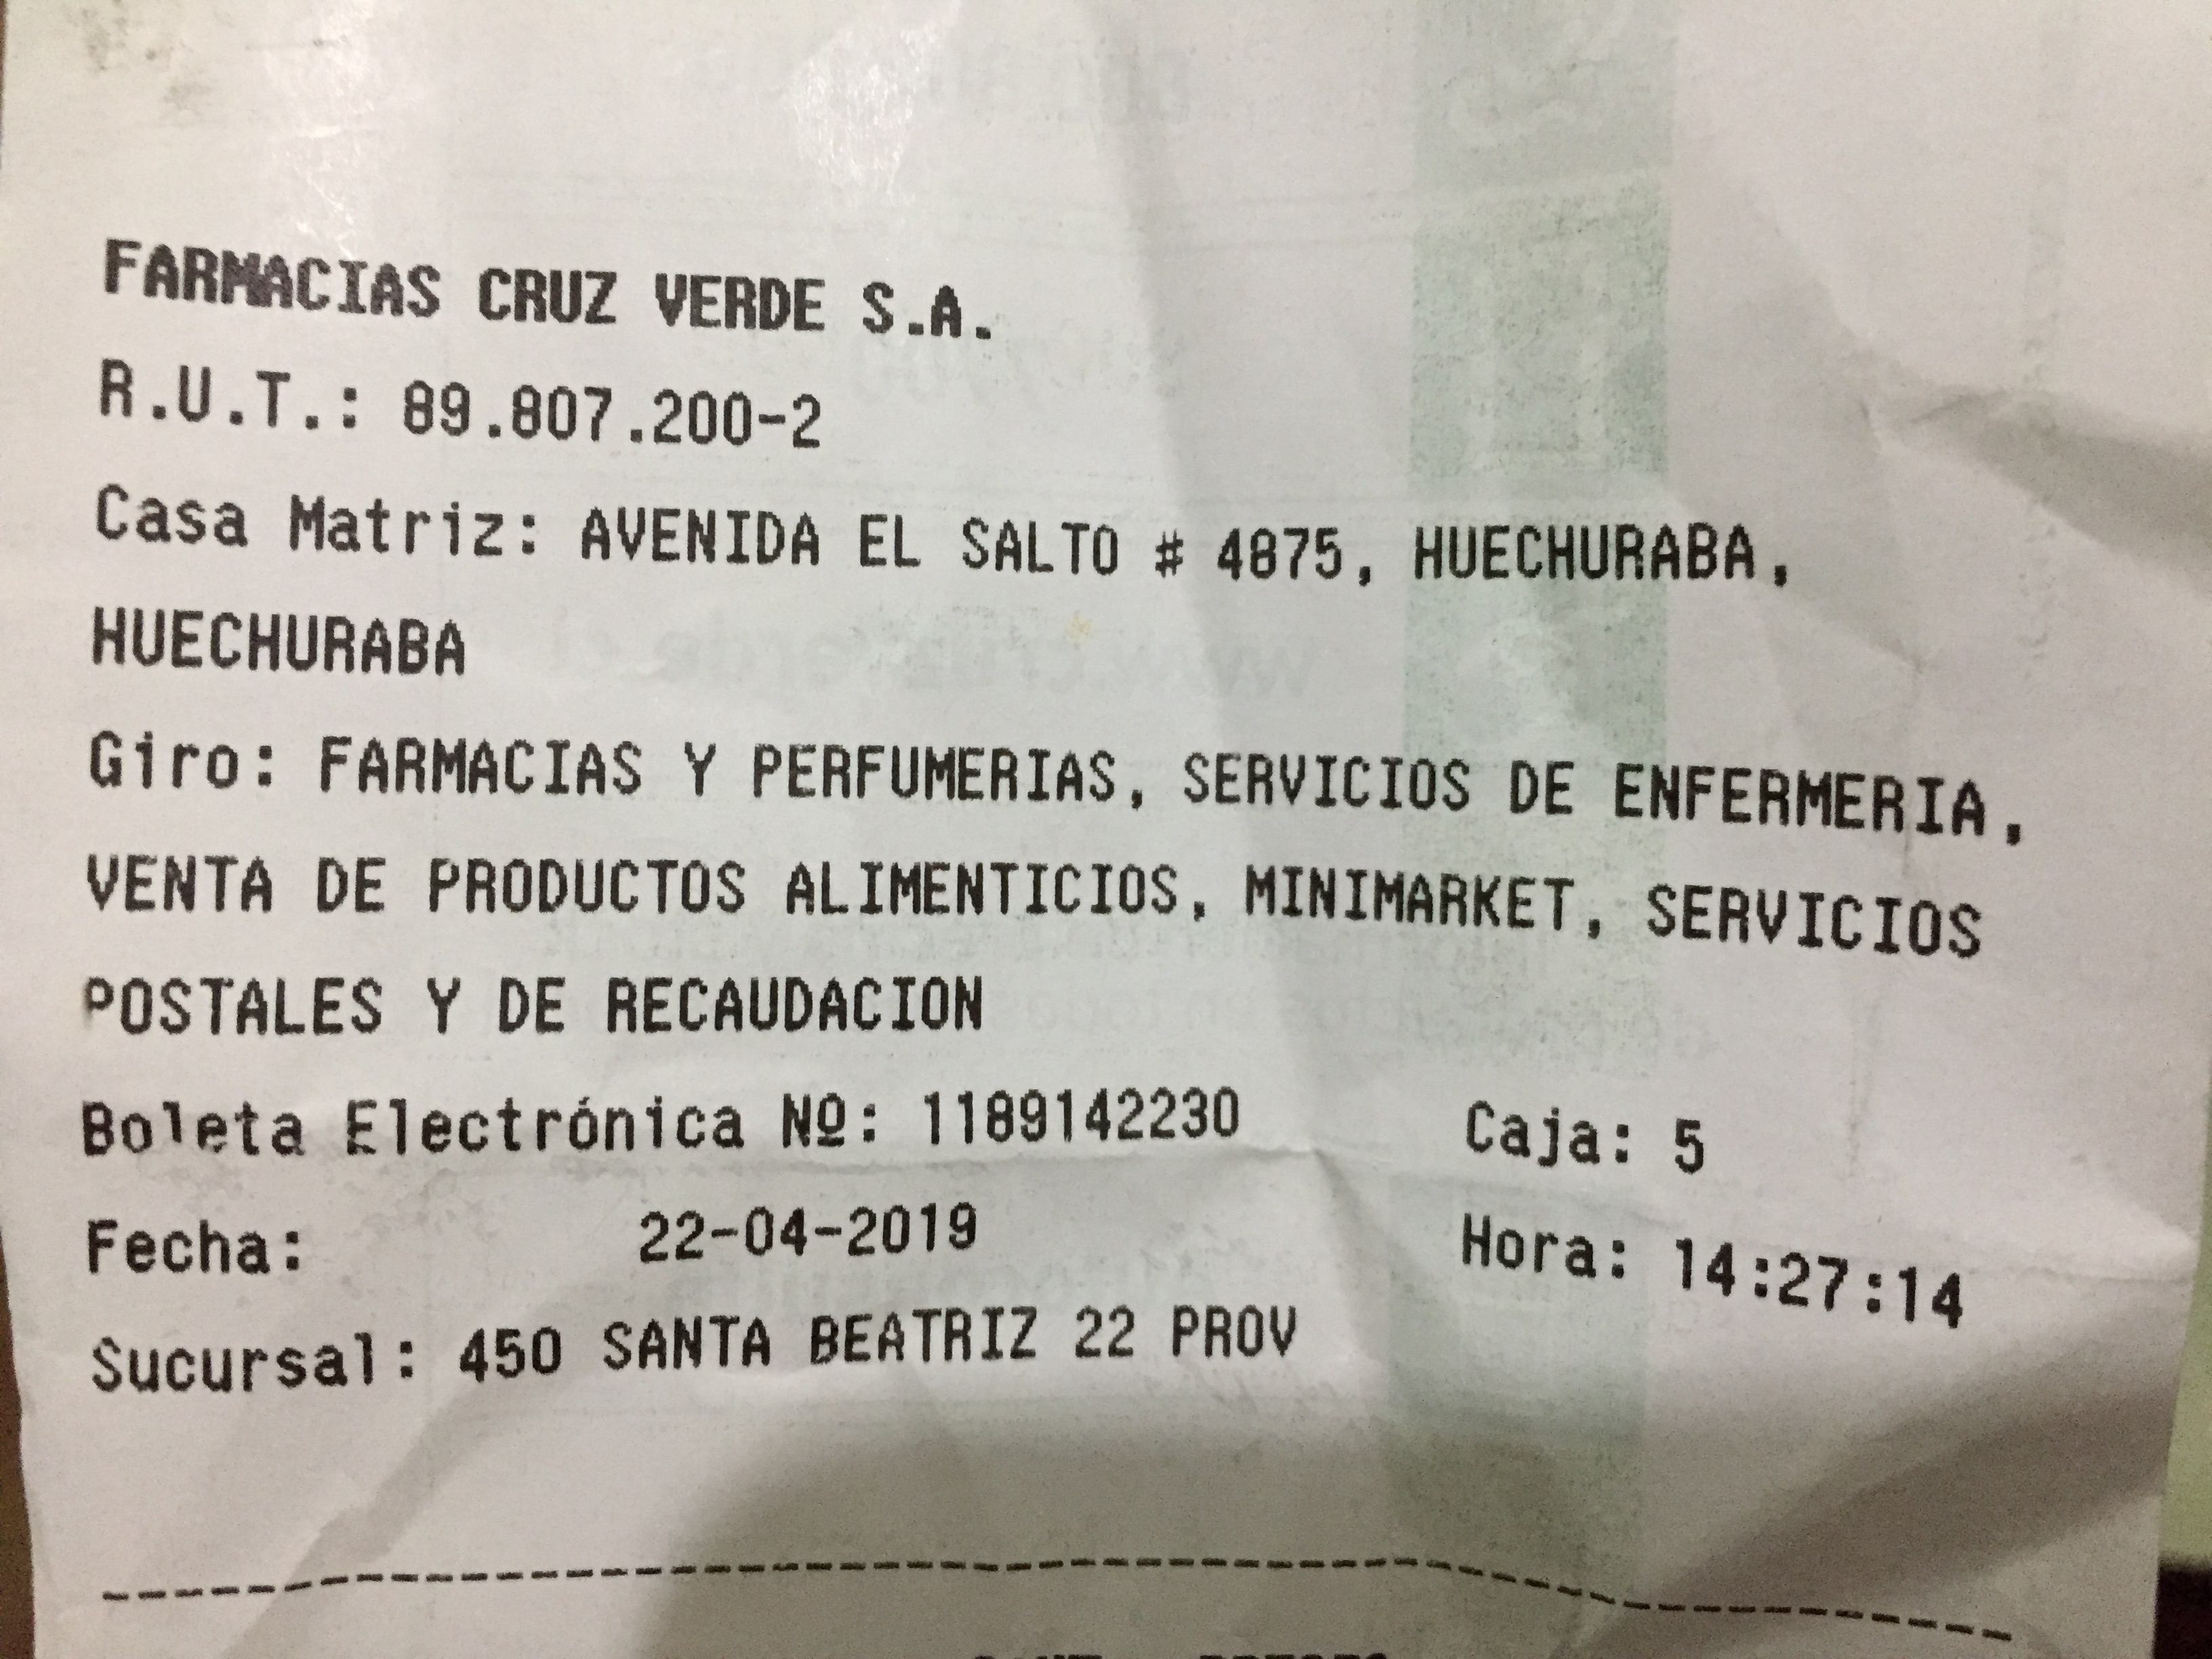 FARMACIAS CRUZ VERDE S.A.
R.U.T.: 89.807.200-2
Casa Matriz: AVENIDA EL SALTO # 4875, HUECHURABA,
HUECHURABA
Giro: FARMACIAS Y PERFUMERIAS, SERVICIOS DE ENFERMERIA,
VENTA DE PRODUCTOS ALIMENTICIOS, MINIMARKET, SERVICIOS
POSTALES Y DE RECAUDACION
Boleta Electrónica Nº: 1189142230 Caja: 5
Fecha: 22-04-2019 Hora: 14:27:14
Sucursal: 450 SANTA BEATRIZ 22 PROV